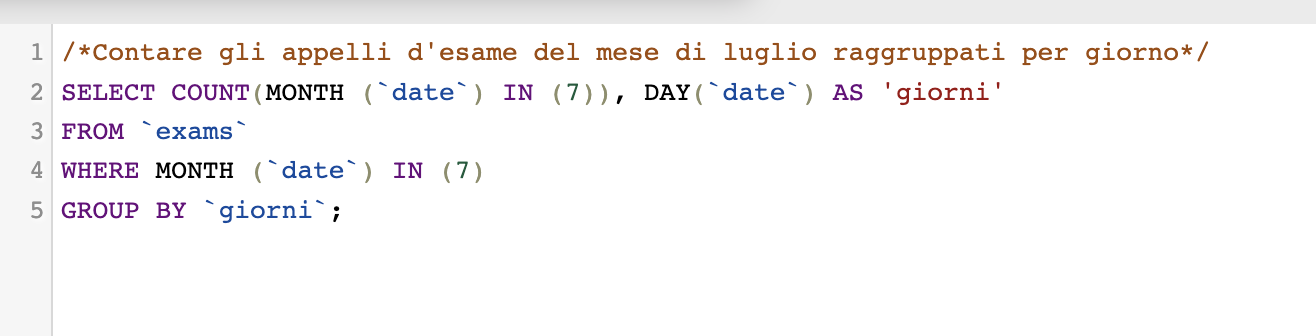 1 /*Contare gli appelli d'esame del mese di luglio raggruppati per giorno*/
2 SELECT COUNT(MONTH (`date`) IN (7)), DAY(`date`) AS 'giorni'
3 FROM `exams`
4 WHERE MONTH (`date`) IN (7)
5 GROUP BY `giorni`;